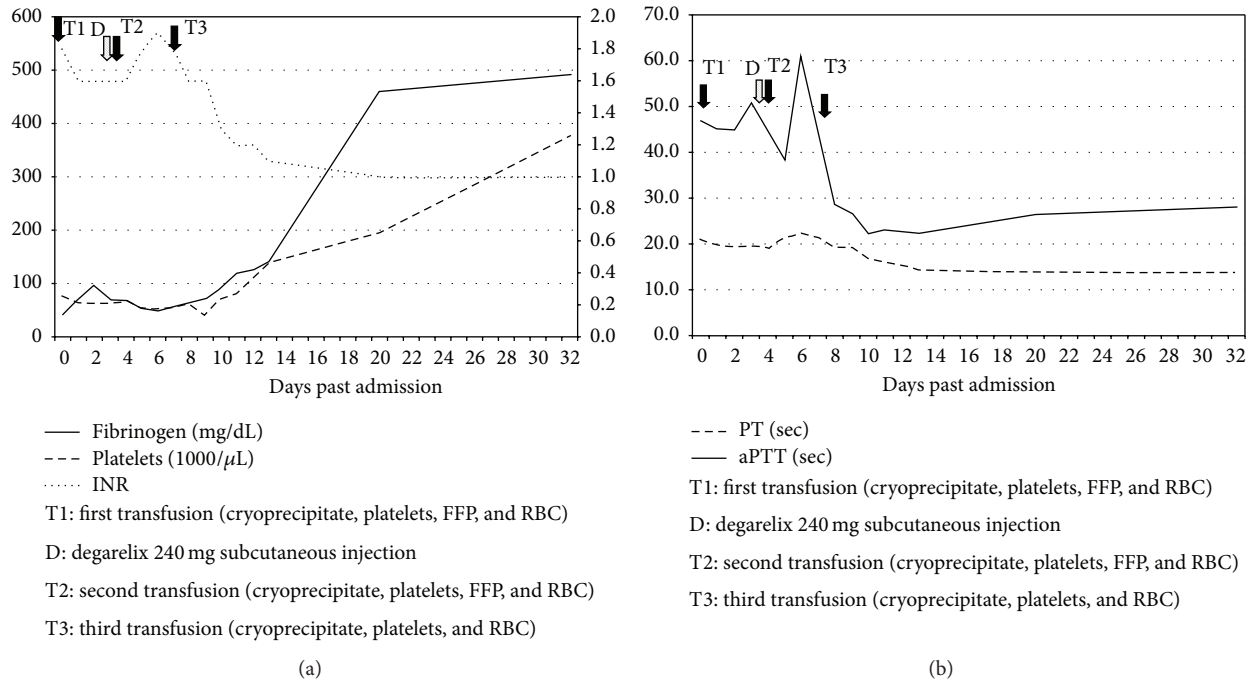 600
500
400
300
200
100
0
2.0
1.8
1.6
1.4
1.2
1.0
0.8
0.6
0.4
0.2
0.0
T1 D T2 T3
0 2 4 6 8 10 12 14 16 18 20 22 24 26 28 30 32
Days past admission
Fibrinogen (mg/dL)
Platelets (1000/μL)
INR
T1: first transfusion (cryoprecipitate, platelets, FFP, and RBC)
D: degarelix 240 mg subcutaneous injection
T2: second transfusion (cryoprecipitate, platelets, FFP, and RBC)
T3: third transfusion (cryoprecipitate, platelets, and RBC)
(a)
70.0
60.0
50.0
40.0
30.0
20.0
10.0
0.0
T1 D T2 T3
0 2 4 6 8 10 12 14 16 18 20 22 24 26 28 30 32
Days past admission
PT (sec)
aPTT (sec)
T1: first transfusion (cryoprecipitate, platelets, FFP, and RBC)
D: degarelix 240 mg subcutaneous injection
T2: second transfusion (cryoprecipitate, platelets, FFP, and RBC)
T3: third transfusion (cryoprecipitate, platelets, and RBC)
(b)